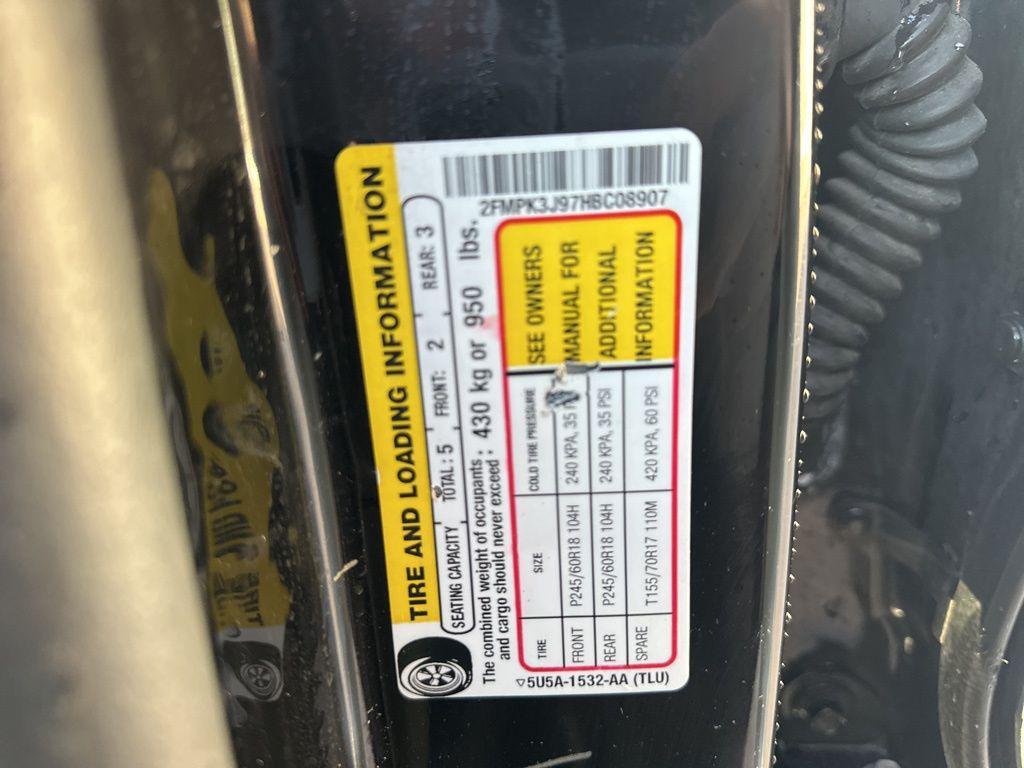 TIRE AND LOADING INFORMATION
SEATING CAPACITY TOTAL : 5 FRONT: 2 REAR: 3
The combined weight of occupants
and cargo should never exceed : 430 kg or 950 lbs.
2FMPK3J97HBC08907
TIRE SIZE COLD TIRE PRESSURE SEE OWNERS
FRONT P245/60R18 104H 240 KPA, 35 MANUAL FOR
REAR P245/60R18 104H 240 KPA, 35 PSI ADDITIONAL
SPARE T155/70R17 110M 420 KPA, 60 PSI INFORMATION
▽5U5A-1532-AA (TLU)